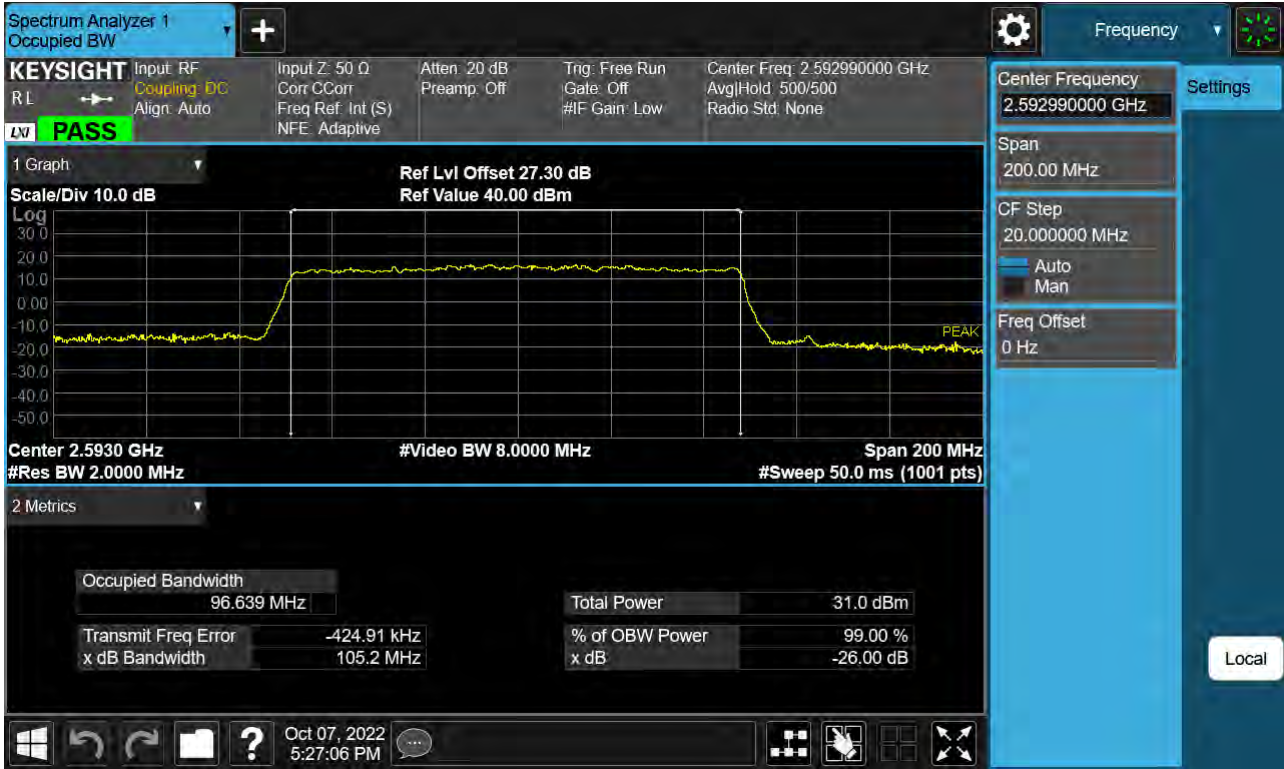 Spectrum Analyzer 1
Occupied BW
+
Frequency
KEYSIGHT
RL
LXI PASS
Input: RF
Coupling: DC
Align: Auto
Input Z: 50 Ω
Corr CCorr
Freq Ref: Int (S)
NFE: Adaptive
Atten: 20 dB
Preamp: Off
Trig: Free Run
Gate: Off
#IF Gain: Low
Center Freq: 2.592990000 GHz
Avg|Hold: 500/500
Radio Std: None
1 Graph
Scale/Div 10.0 dB
Ref Lvl Offset 27.30 dB
Ref Value 40.00 dBm
Log
30.0
20.0
10.0
0.00
-10.0
-20.0
-30.0
-40.0
-50.0
PEAK
Center 2.5930 GHz
#Video BW 8.0000 MHz
Span 200 MHz
#Res BW 2.0000 MHz
#Sweep 50.0 ms (1001 pts)
2 Metrics
Occupied Bandwidth
96.639 MHz
Total Power 31.0 dBm
Transmit Freq Error -424.91 kHz
% of OBW Power 99.00 %
x dB Bandwidth 105.2 MHz
x dB -26.00 dB
?
Oct 07, 2022
5:27:06 PM
Center Frequency
2.592990000 GHz
Settings
Span
200.00 MHz
CF Step
20.000000 MHz
Auto
Man
Freq Offset
0 Hz
Local